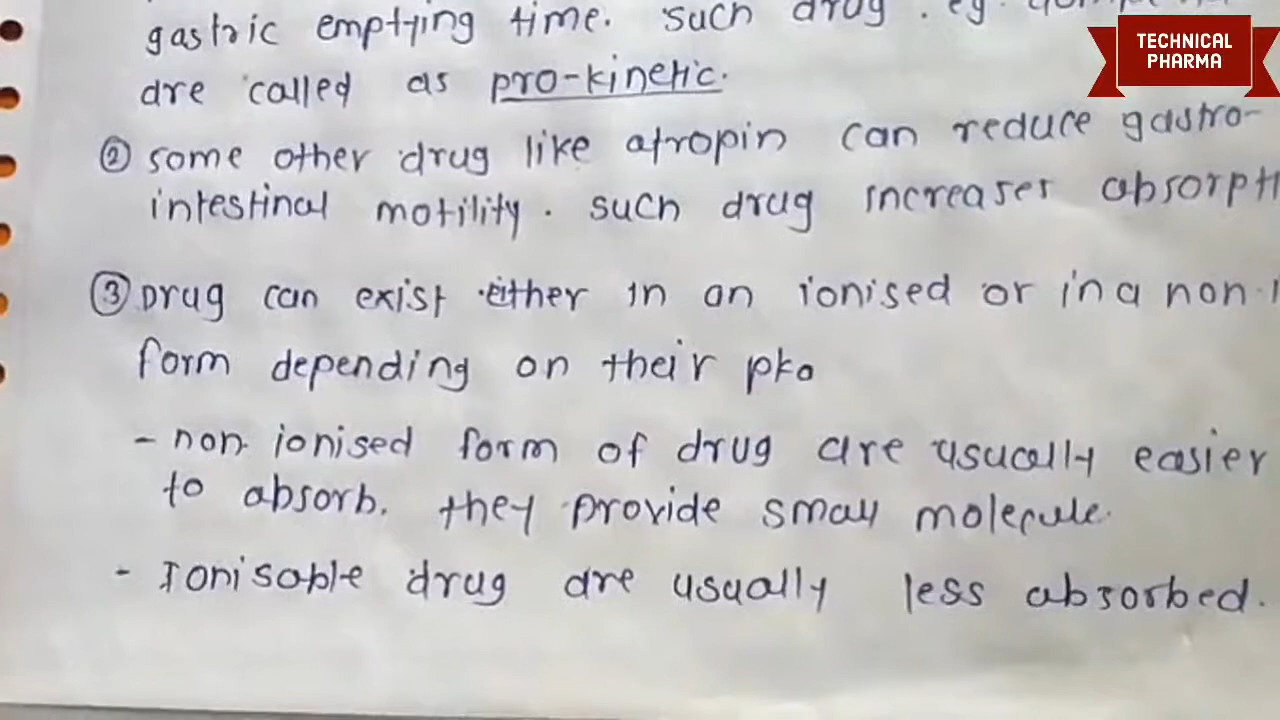 gastric emptying time. Such drug. eg.
are called as pro-kinetic.
② some other drug like atropin can reduce gastro-
intestinal motility. such drug increases absorpti
③ Drug can exist either in an ionised or in a non-i
form depending on their pka
- non-ionised form of drug are usually easier
to absorb. they provide small molecule.
- Ionisable drug are usually less absorbed.
TECHNICAL
PHARMA